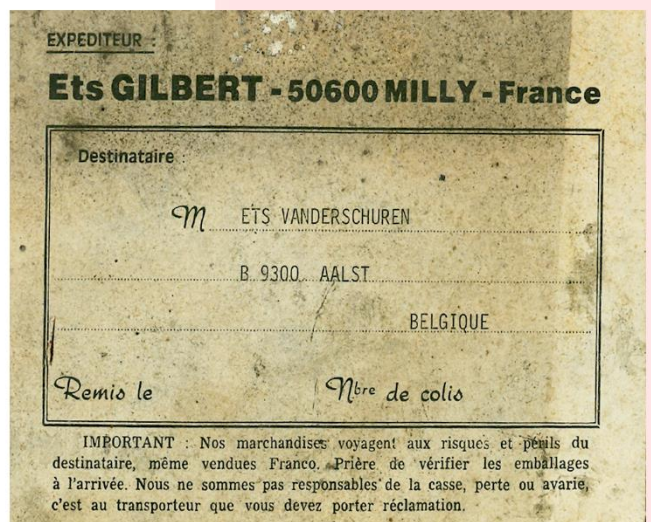 EXPEDITEUR :
Ets GILBERT - 50600 MILLY - France
Destinataire :
M ETS VANDERSCHUREN
B 9300 AALST
BELGIQUE
Remis le Nbre de colis
IMPORTANT : Nos marchandises voyagent aux risques et périls du
destinataire, même vendues Franco. Prière de vérifier les emballages
à l'arrivée. Nous ne sommes pas responsables de la casse, perte ou avarie,
c'est au transporteur que vous devez porter réclamation.